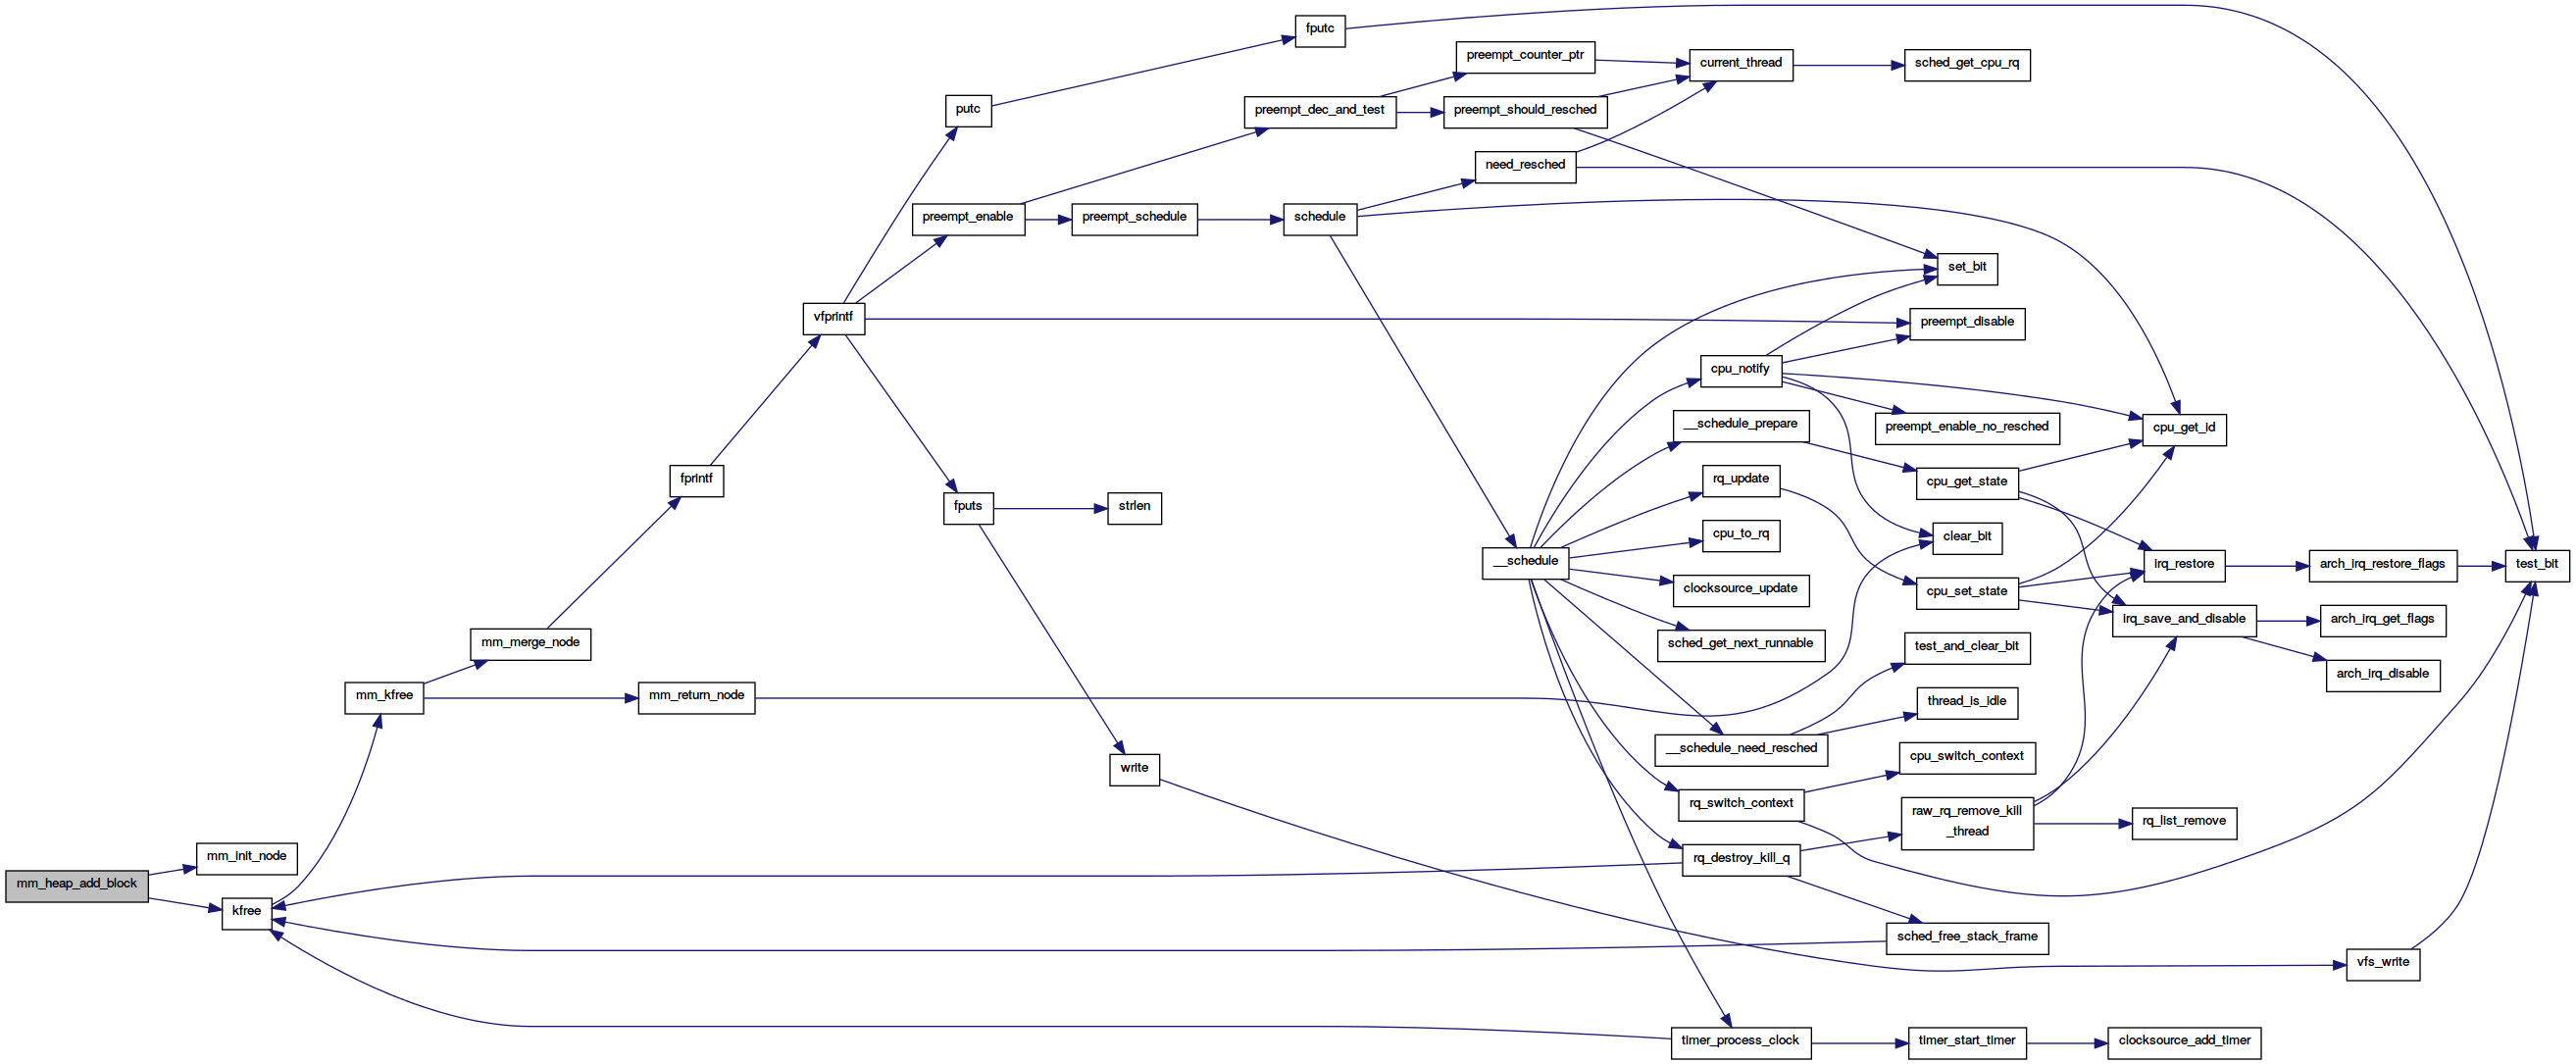 fputc
preempt_counter_ptr
current_thread
sched_get_cpu_rq
putc
preempt_dec_and_test
preempt_should_resched
need_resched
preempt_enable
preempt_schedule
schedule
set_bit
vfprintf
preempt_disable
cpu_notify
__schedule_prepare
preempt_enable_no_resched
cpu_get_id
fprintf
rq_update
cpu_get_state
fputs
strlen
cpu_to_rq
clear_bit
__schedule
irq_restore
arch_irq_restore_flags
test_bit
clocksource_update
cpu_set_state
irq_save_and_disable
arch_irq_get_flags
mm_merge_node
sched_get_next_runnable
test_and_clear_bit
arch_irq_disable
mm_kfree
mm_return_node
thread_is_idle
__schedule_need_resched
cpu_switch_context
write
rq_switch_context
raw_rq_remove_kill
_thread
rq_list_remove
mm_init_node
rq_destroy_kill_q
mm_heap_add_block
kfree
sched_free_stack_frame
vfs_write
timer_process_clock
timer_start_timer
clocksource_add_timer